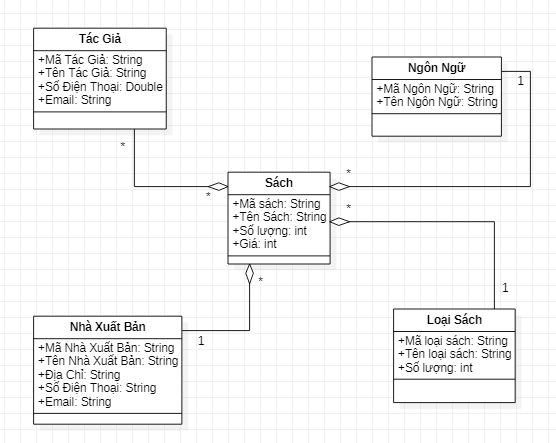 Tác Giả
+Mã Tác Giả: String
+Tên Tác Giả: String
+Số Điện Thoại: Double
+Email: String
*
*
Ngôn Ngữ
+Mã Ngôn Ngữ: String
+Tên Ngôn Ngữ: String
1
*
Sách
+Mã sách: String
+Tên Sách: String
+Số lượng: int
+Giá: int
*
*
1
Nhà Xuất Bản
+Mã Nhà Xuất Bản: String
+Tên Nhà Xuất Bản: String
+Địa Chỉ: String
+Số Điện Thoại: String
+Email: String
1
Loại Sách
+Mã loại sách: String
+Tên loại sách: String
+Số lượng: int